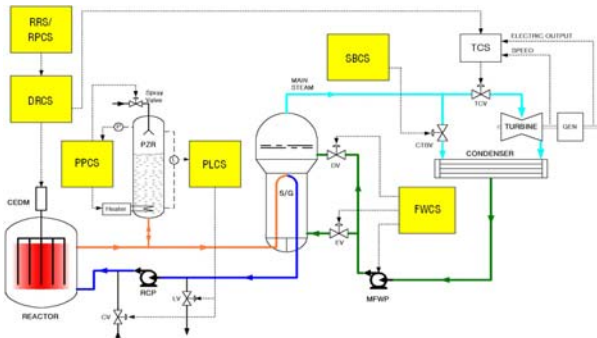 RRS/
RPCS
DRCS
CEDM
REACTOR
PPCS
P
Spray
Valve
PZR
Heater
L
PLCS
RCP
CV
LV
S/G
MAIN
STEAM
SBCS
TCS
ELECTRIC OUTPUT
SPEED
TCV
CTBV
TURBINE
GEN
CONDENSER
DV
EV
FWCS
MFWP